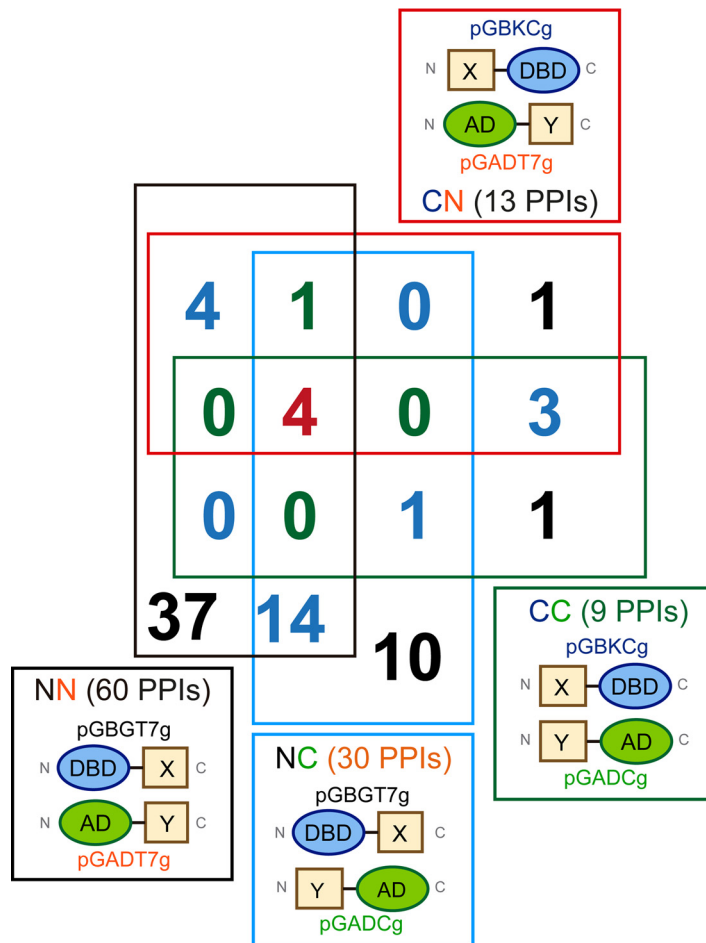 pGBKCg
N X DBD C
N AD Y C
pGADT7g
CN (13 PPIs)
4 1 0 1
0 4 0 3
0 0 1 1
37 14 10
CC (9 PPIs)
pGBKCg
N X DBD C
N Y AD C
pGADCg
NN (60 PPIs)
pGBGT7g
N DBD X C
N AD Y C
pGADT7g
NC (30 PPIs)
pGBGT7g
N DBD X C
N Y AD C
pGADCg